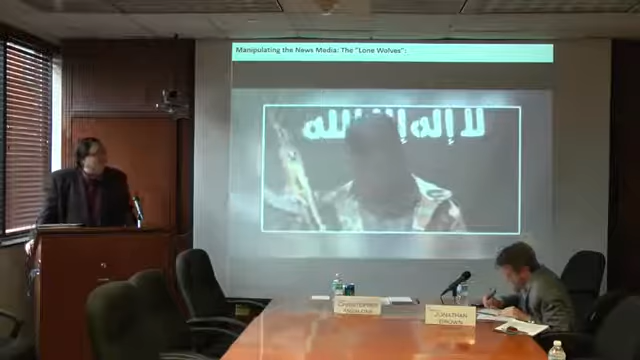 Manipulating the News Media: The "Lone Wolves":
لا إله إلا الله
CHRISTOPHER
JONATHAN
BROWN